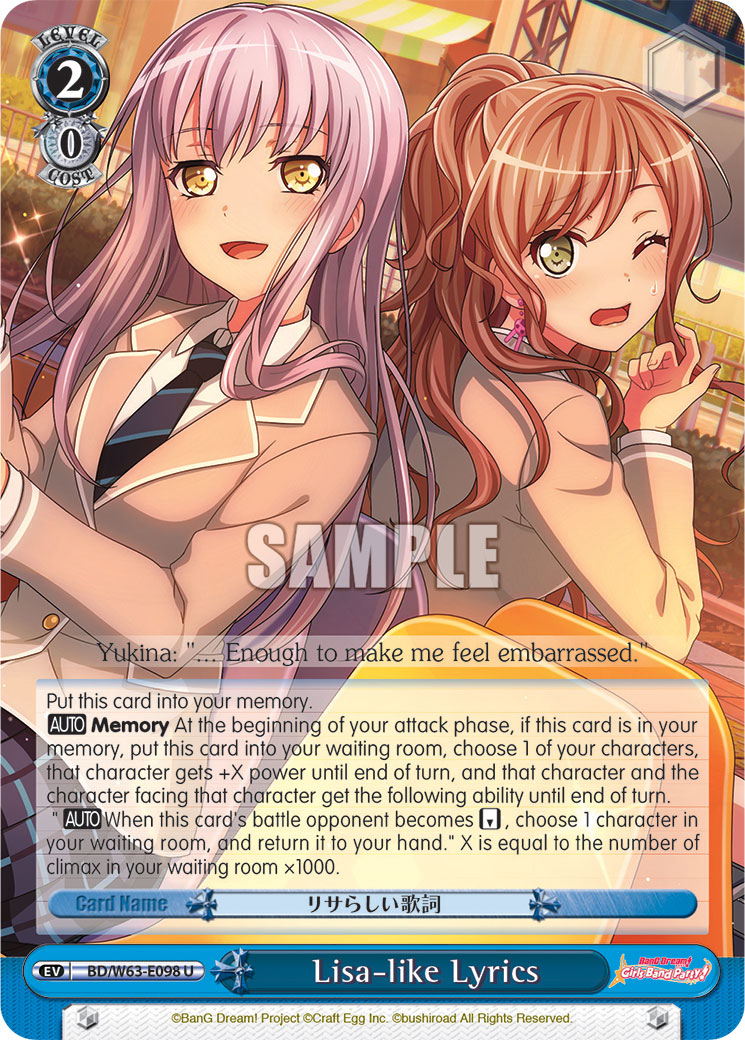 LEVEL
2
0
COST
SAMPLE
Yukina: "... Enough to make me feel embarrassed."
Put this card into your memory.
AUTO Memory At the beginning of your attack phase, if this card is in your
memory, put this card into your waiting room, choose 1 of your characters,
that character gets +X power until end of turn, and that character and the
character facing that character get the following ability until end of turn.
" AUTO When this card's battle opponent becomes ▼, choose 1 character in
your waiting room, and return it to your hand." X is equal to the number of
climax in your waiting room ×1000.
Card Name リサらしい歌詞
EV BD/W63-E098 U Lisa-like Lyrics BanG Dream!
Girls Band Party!
©BanG Dream! Project ©Craft Egg Inc. ©bushiroad All Rights Reserved.